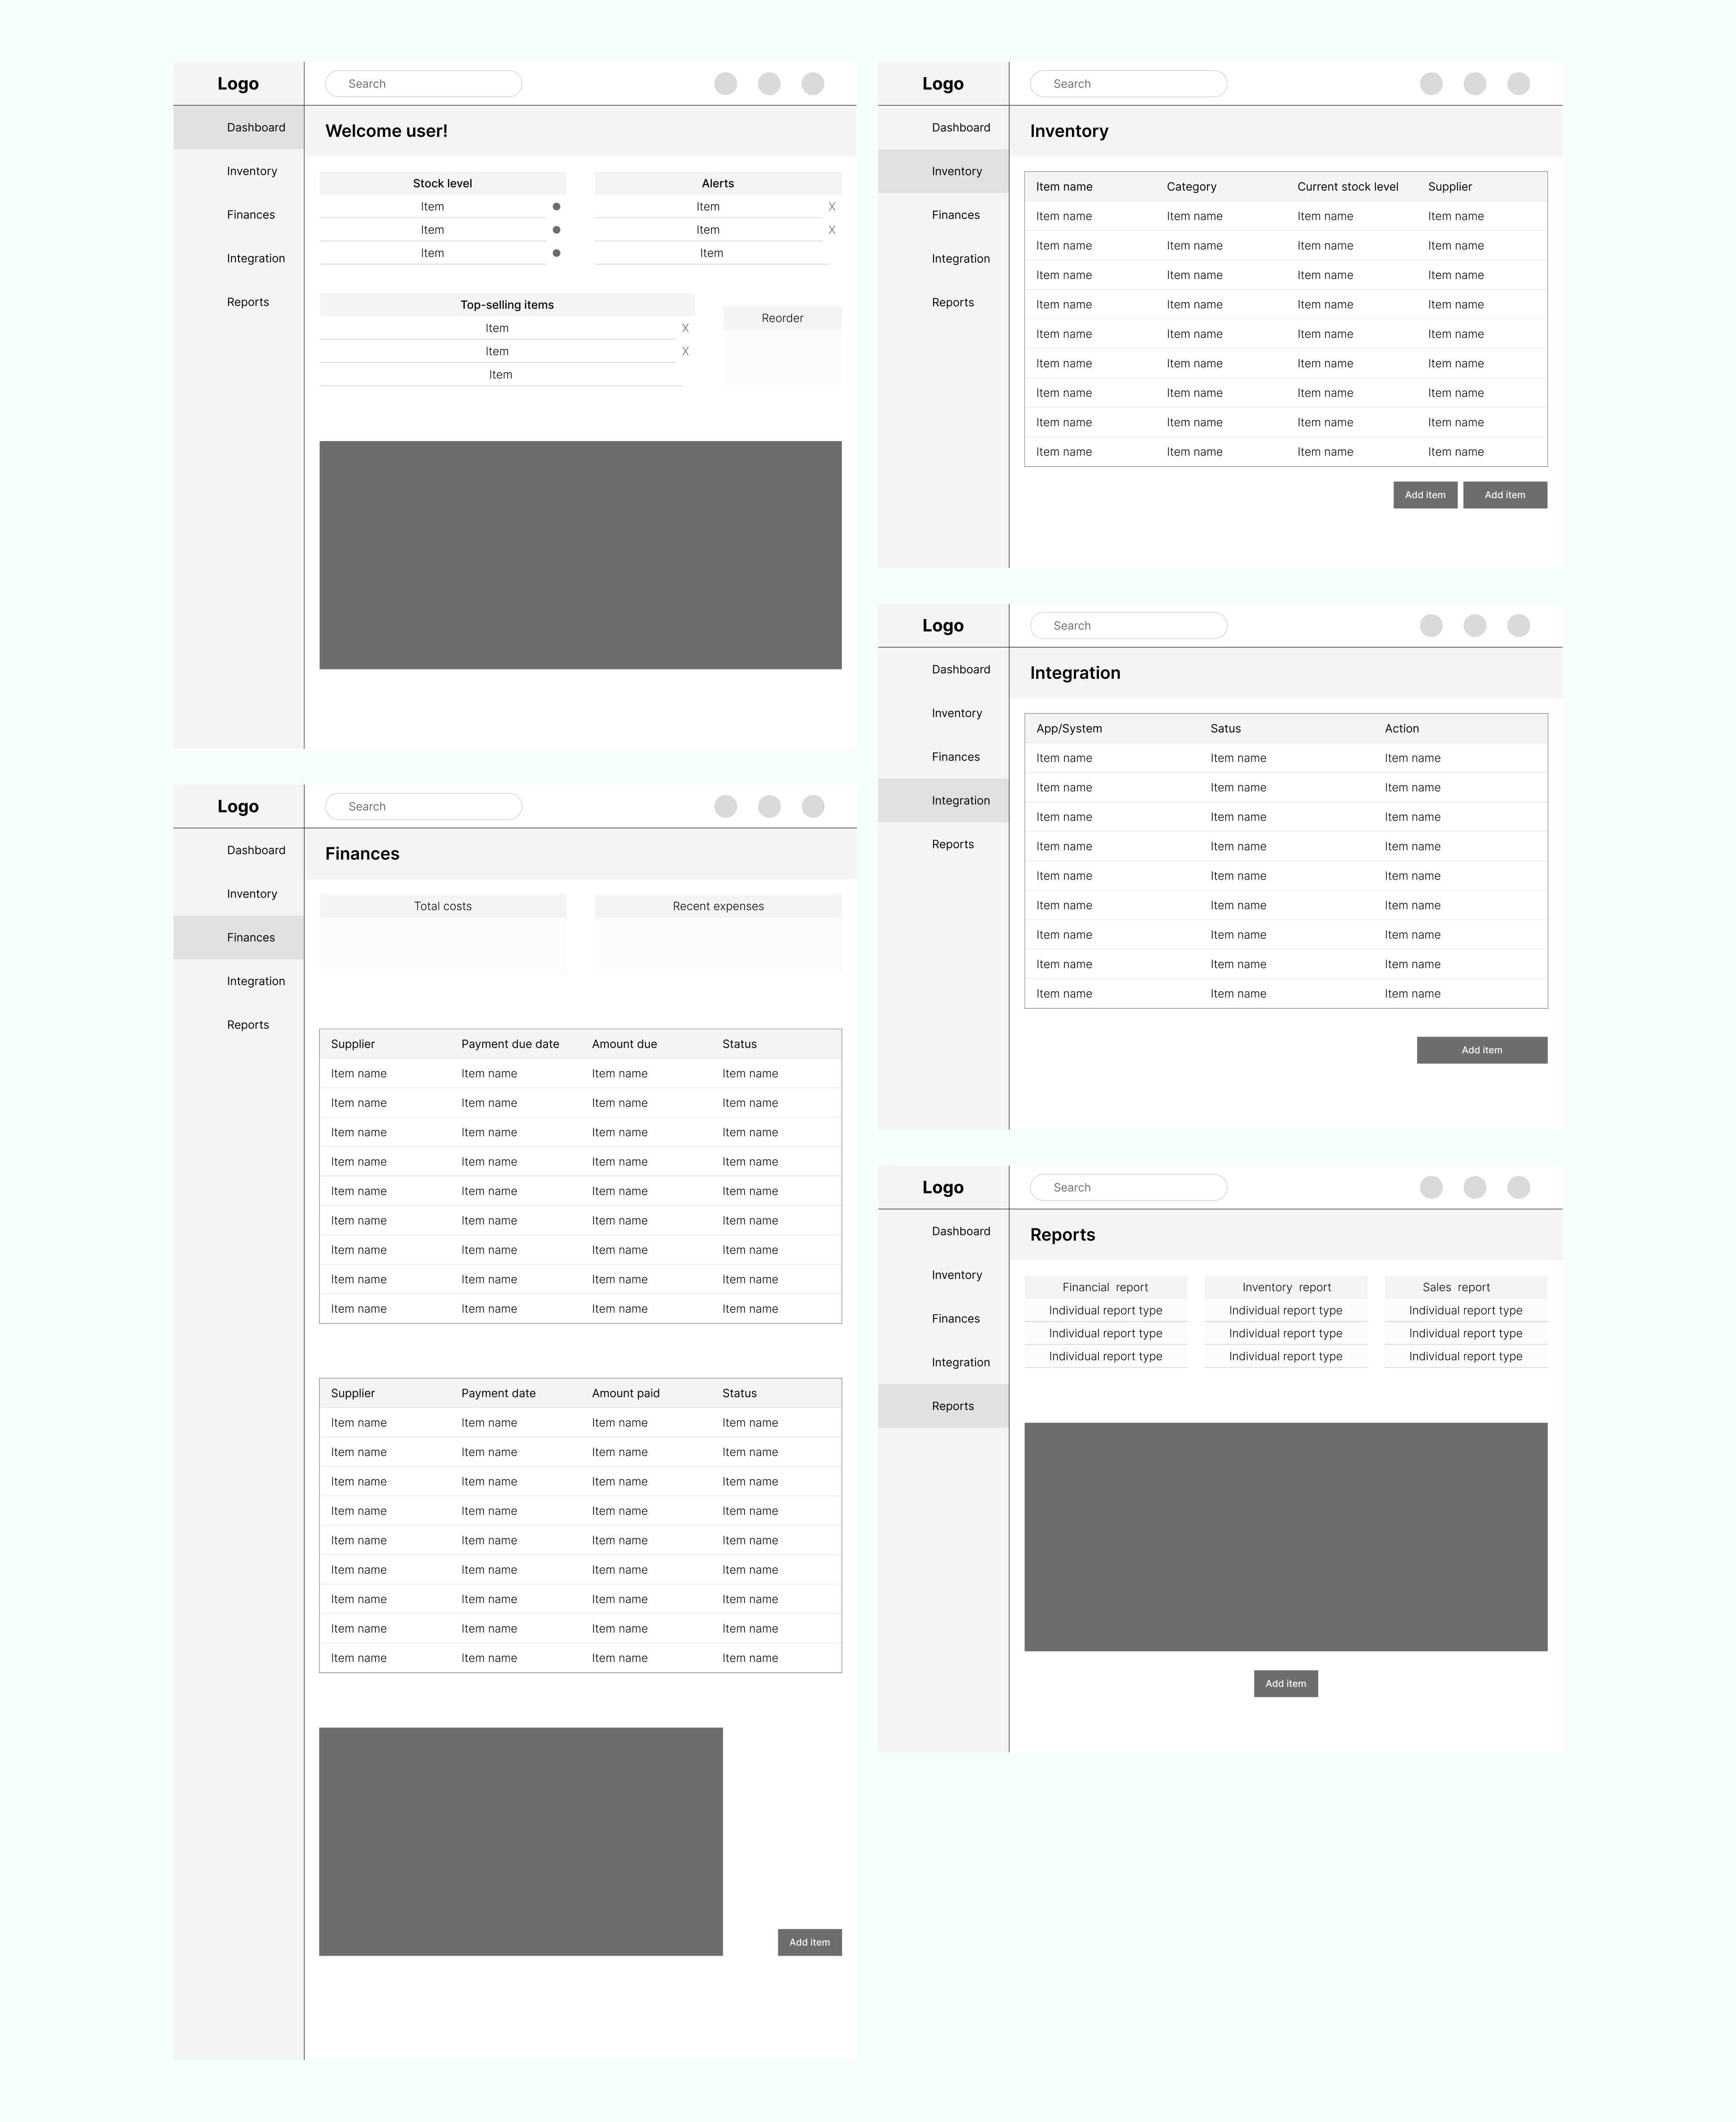 Logo
Search
Dashboard
Inventory
Finances
Integration
Reports
Welcome user!
Stock level
Item
Item
Item
Alerts
Item X
Item X
Item
Top-selling items
Item X
Item X
Item
Reorder
Logo
Search
Dashboard
Inventory
Finances
Integration
Reports
Finances
Total costs
Recent expenses
Supplier Payment due date Amount due Status
Item name Item name Item name Item name
Item name Item name Item name Item name
Item name Item name Item name Item name
Item name Item name Item name Item name
Item name Item name Item name Item name
Item name Item name Item name Item name
Item name Item name Item name Item name
Item name Item name Item name Item name
Item name Item name Item name Item name
Supplier Payment date Amount paid Status
Item name Item name Item name Item name
Item name Item name Item name Item name
Item name Item name Item name Item name
Item name Item name Item name Item name
Item name Item name Item name Item name
Item name Item name Item name Item name
Item name Item name Item name Item name
Item name Item name Item name Item name
Item name Item name Item name Item name
Add item
Logo
Search
Dashboard
Inventory
Finances
Integration
Reports
Inventory
Item name Category Current stock level Supplier
Item name Item name Item name Item name
Item name Item name Item name Item name
Item name Item name Item name Item name
Item name Item name Item name Item name
Item name Item name Item name Item name
Item name Item name Item name Item name
Item name Item name Item name Item name
Item name Item name Item name Item name
Item name Item name Item name Item name
Add item Add item
Logo
Search
Dashboard
Inventory
Finances
Integration
Reports
Integration
App/System Satus Action
Item name Item name Item name
Item name Item name Item name
Item name Item name Item name
Item name Item name Item name
Item name Item name Item name
Item name Item name Item name
Item name Item name Item name
Item name Item name Item name
Item name Item name Item name
Add item
Logo
Search
Dashboard
Inventory
Finances
Integration
Reports
Reports
Financial report
Individual report type
Individual report type
Individual report type
Inventory report
Individual report type
Individual report type
Individual report type
Sales report
Individual report type
Individual report type
Individual report type
Add item